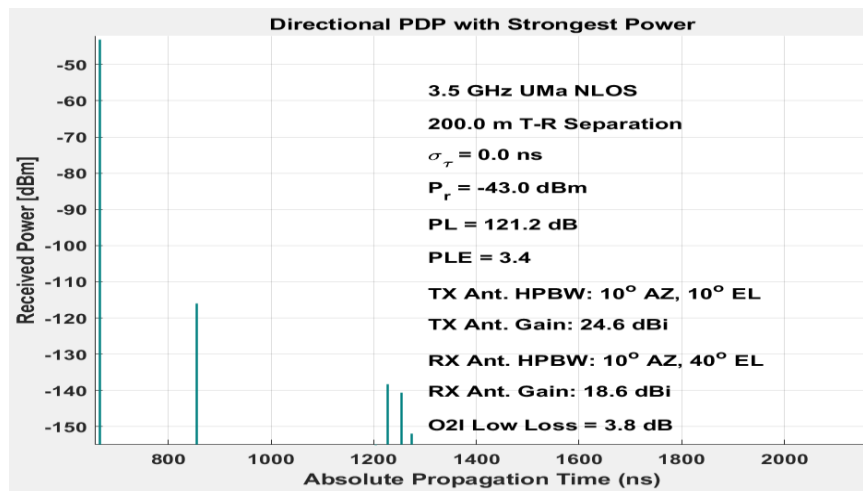 Directional PDP with Strongest Power
Received Power [dBm]
-50
-60
-70
-80
-90
-100
-110
-120
-130
-140
-150
3.5 GHz UMa NLOS
200.0 m T-R Separation
στ = 0.0 ns
Pr = -43.0 dBm
PL = 121.2 dB
PLE = 3.4
TX Ant. HPBW: 10° AZ, 10° EL
TX Ant. Gain: 24.6 dBi
RX Ant. HPBW: 10° AZ, 40° EL
RX Ant. Gain: 18.6 dBi
O2I Low Loss = 3.8 dB
800 1000 1200 1400 1600 1800 2000
Absolute Propagation Time (ns)